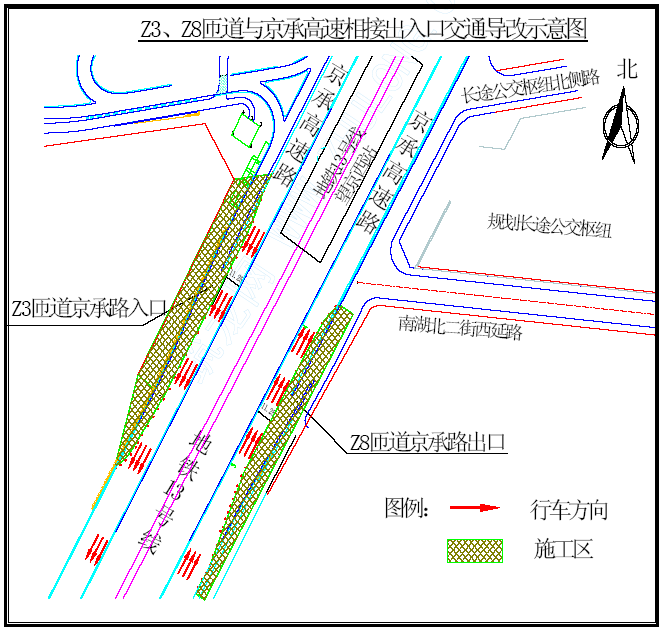 Z3、Z8匝道与京承高速相接出入口交通导改示意图
北
京承高速路
京承高速路
长途公交枢纽北侧路
地铁13号线
望京西站
规划长途公交枢纽
Z3匝道京承路入口
南湖北二街西延路
Z8匝道京承路出口
地铁13号线
图例：
行车方向
施工区